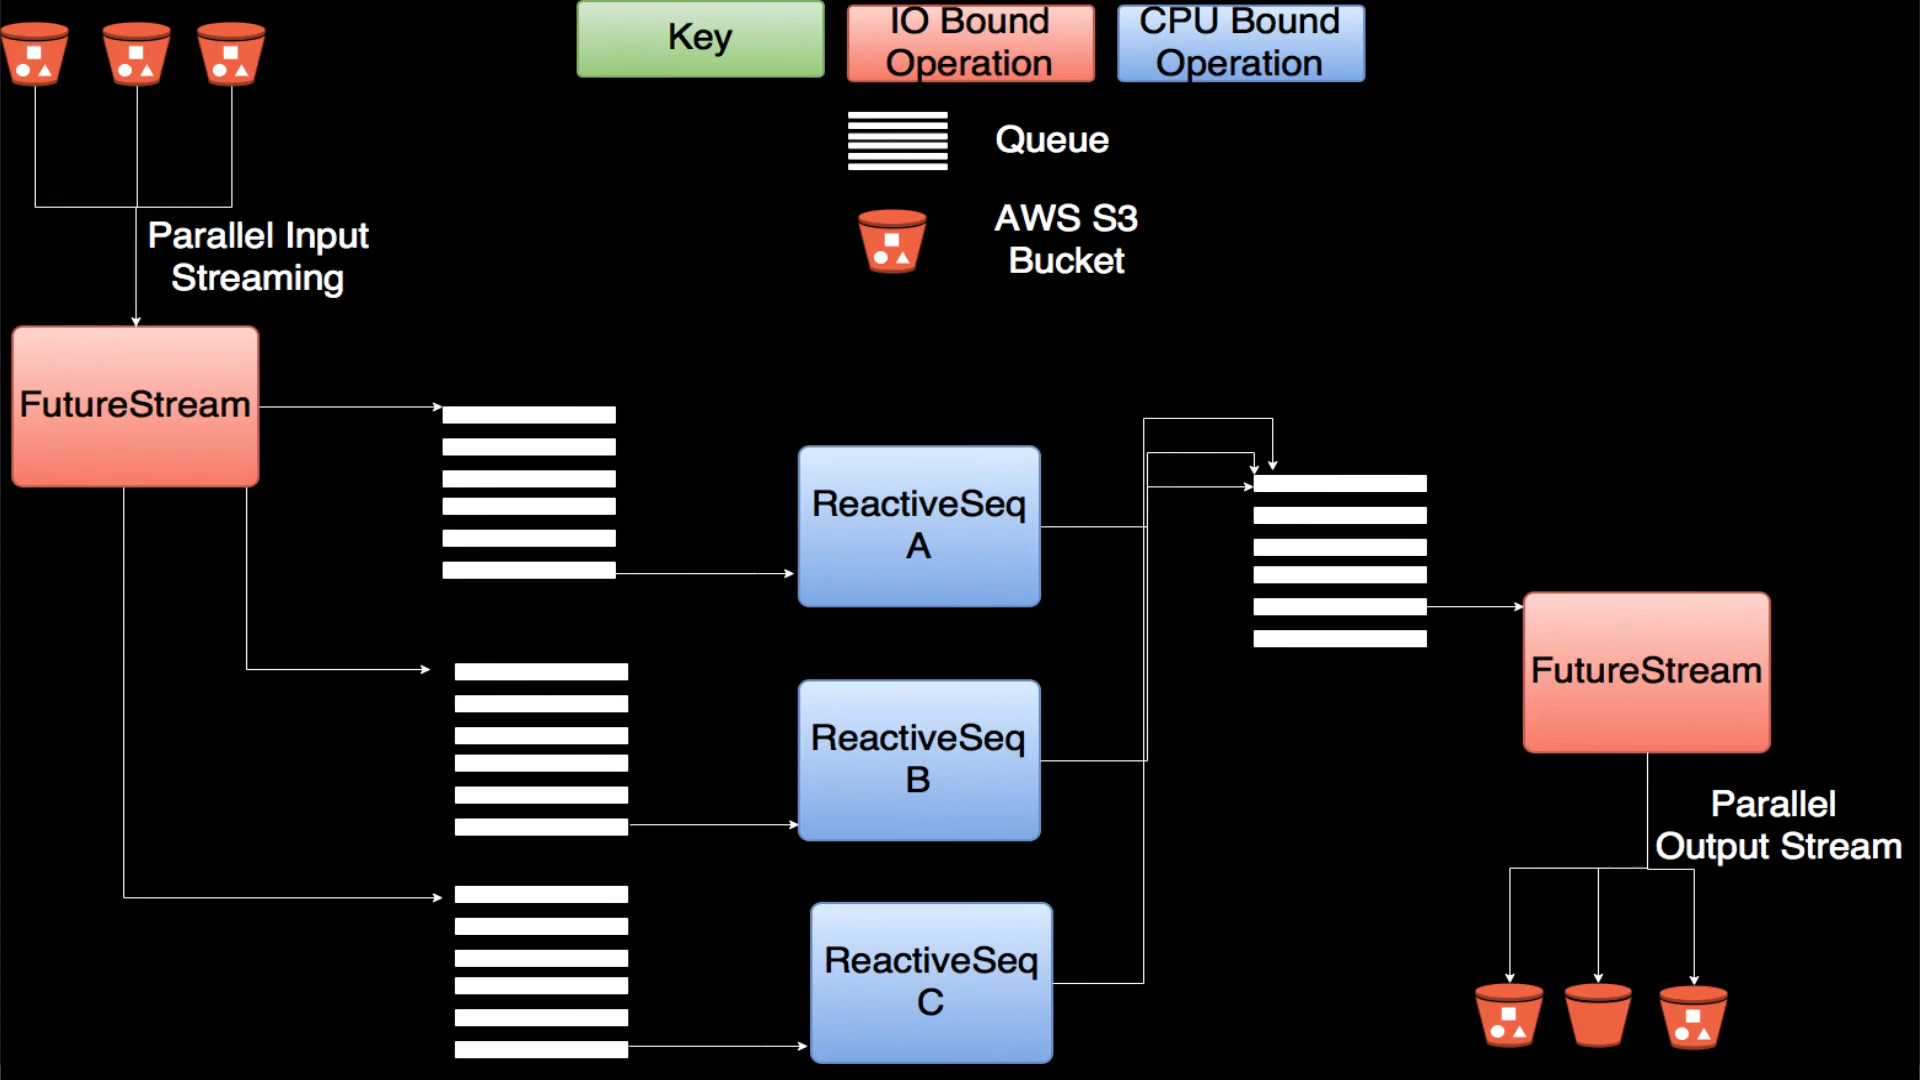 Key
IO Bound
Operation
CPU Bound
Operation
Queue
AWS S3
Bucket
Parallel Input
Streaming
FutureStream
ReactiveSeq
A
ReactiveSeq
B
ReactiveSeq
C
FutureStream
Parallel
Output Stream